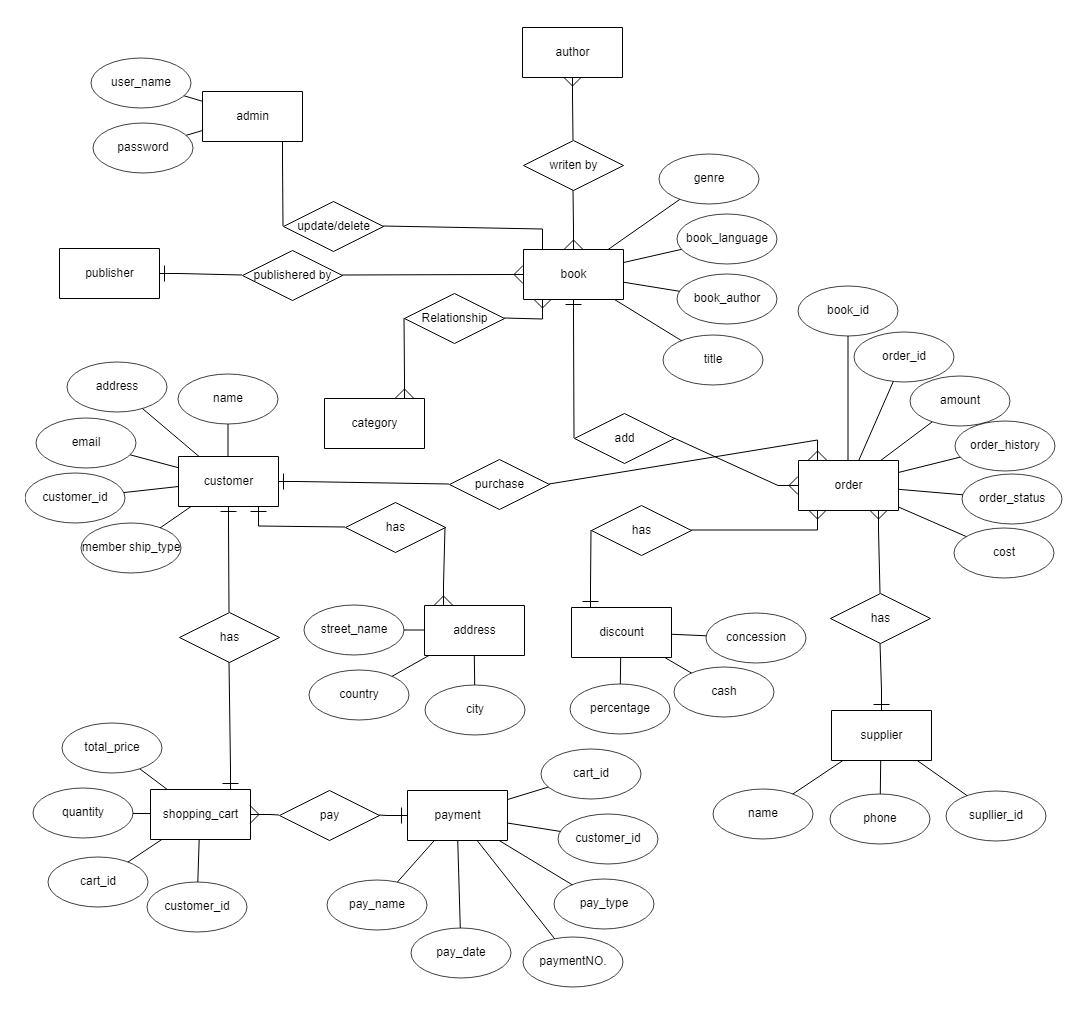 author
user_name
admin
password
writen by
genre
update/delete
book_language
publisher
publishered by
book
book_author
Relationship
book_id
title
order_id
address
name
amount
category
email
add
order_history
customer
purchase
order
customer_id
order_status
has
has
member ship_type
cost
has
street_name
address
discount
concession
has
country
city
percentage
cash
supplier
total_price
cart_id
quantity
shopping_cart
pay
payment
name
phone
supllier_id
customer_id
cart_id
customer_id
pay_name
pay_type
pay_date
paymentNO.